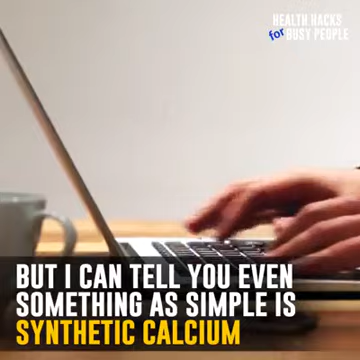 HEALTH HACKS
for BUSY PEOPLE
BUT I CAN TELL YOU EVEN
SOMETHING AS SIMPLE IS
SYNTHETIC CALCIUM